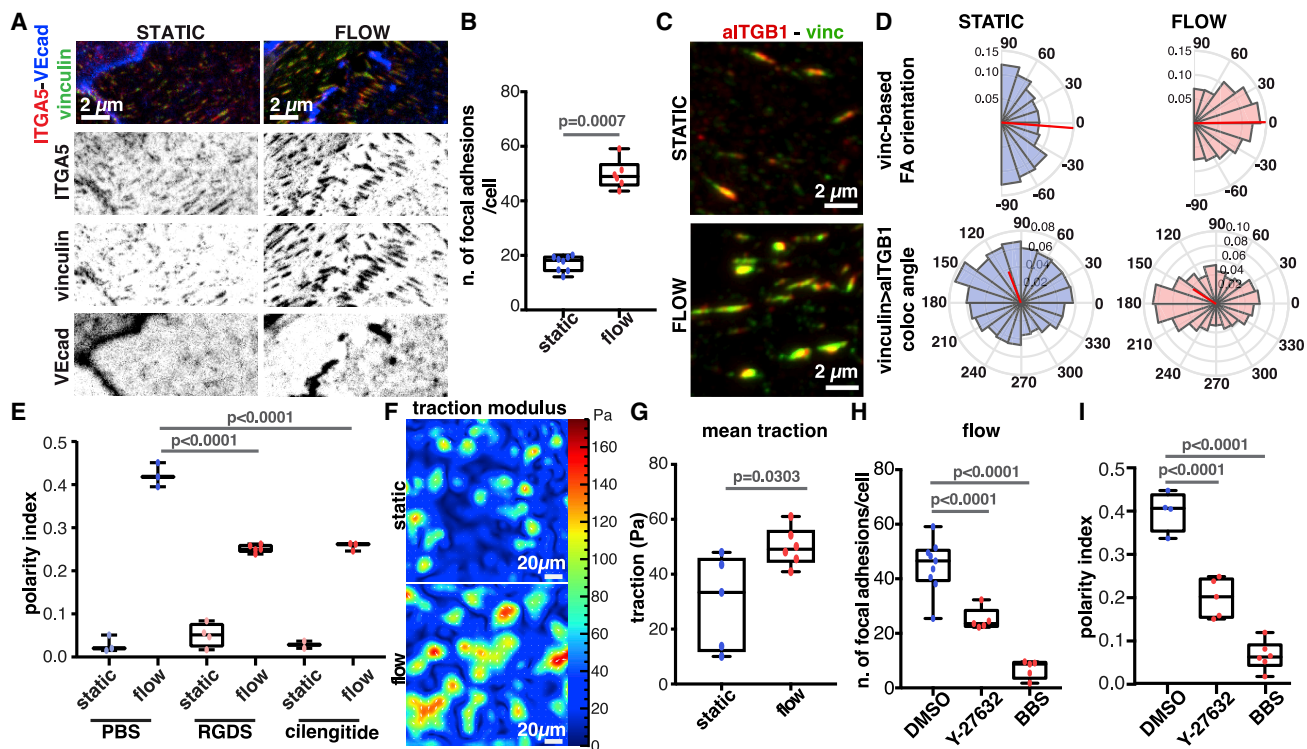 A
STATIC
FLOW
ITGA5-VEcad
vinculin
2 µm
2 µm
ITGA5
vinculin
VEcad
B
n. of focal adhesions
/cell
80
60
40
20
0
p=0.0007
static
flow
C
aITGB1 - vinc
STATIC
2 µm
FLOW
2 µm
D
STATIC
FLOW
vinc-based
FA orientation
90
60
30
0
-30
-60
-90
0.15
0.10
0.05
90
60
30
0
-30
-60
-90
0.15
0.10
0.05
vinculin>aITGB1
coloc angle
90
60
30
0
330
300
270
240
210
180
150
120
0.08
0.06
0.04
0.02
90
60
30
0
330
300
270
240
210
180
150
120
0.10
0.08
0.06
0.04
0.02
E
polarity index
0.5
0.4
0.3
0.2
0.1
0.0
p<0.0001
p<0.0001
static
flow
static
flow
static
flow
PBS
RGDS
cilengitide
F
traction modulus
static
20µm
flow
20µm
Pa
160
140
120
100
80
60
40
20
0
G
mean traction
traction (Pa)
80
60
40
20
0
p=0.0303
static
flow
H
flow
n. of focal adhesions/cell
80
60
40
20
0
p<0.0001
p<0.0001
DMSO
Y-27632
BBS
I
polarity index
0.5
0.4
0.3
0.2
0.1
0.0
p<0.0001
p<0.0001
DMSO
Y-27632
BBS